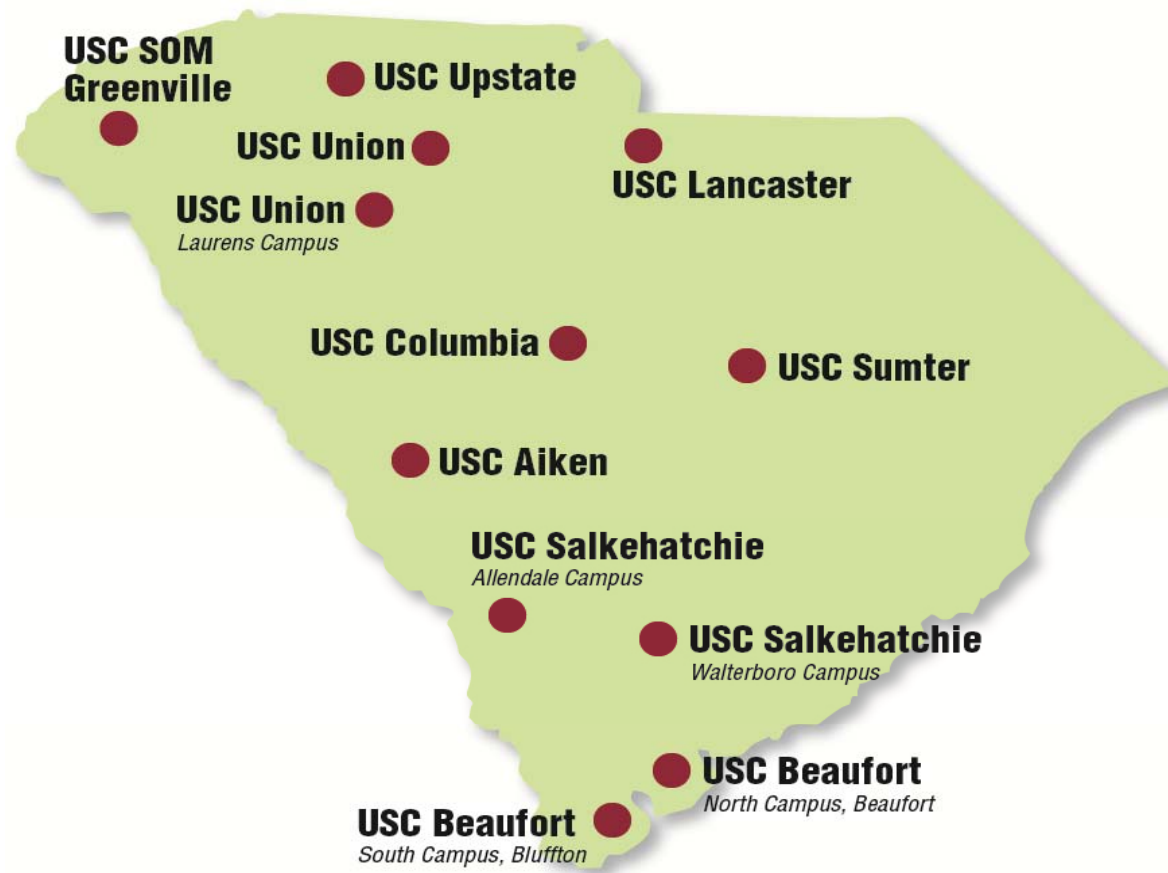 USC SOM
Greenville
USC Upstate
USC Union
USC Lancaster
USC Union
Laurens Campus
USC Columbia
USC Sumter
USC Aiken
USC Salkehatchie
Allendale Campus
USC Salkehatchie
Walterboro Campus
USC Beaufort
North Campus, Beaufort
USC Beaufort
South Campus, Bluffton